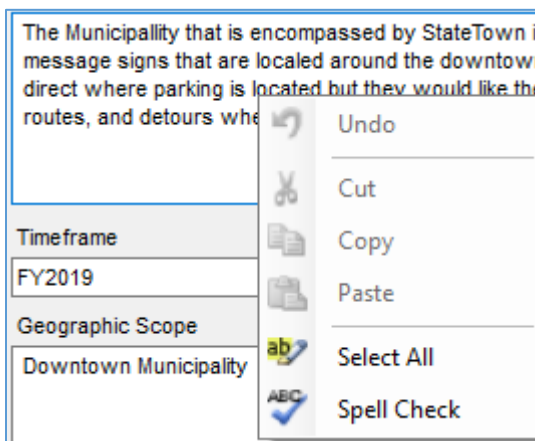 The Municipallity that is encompassed by StateTown i
message signs that are localed around the downtown
direct where parking is located but they would like the
routes, and detours whe
Undo
Cut
Copy
Paste
Select All
Spell Check
Timeframe
FY2019
Geographic Scope
Downtown Municipality